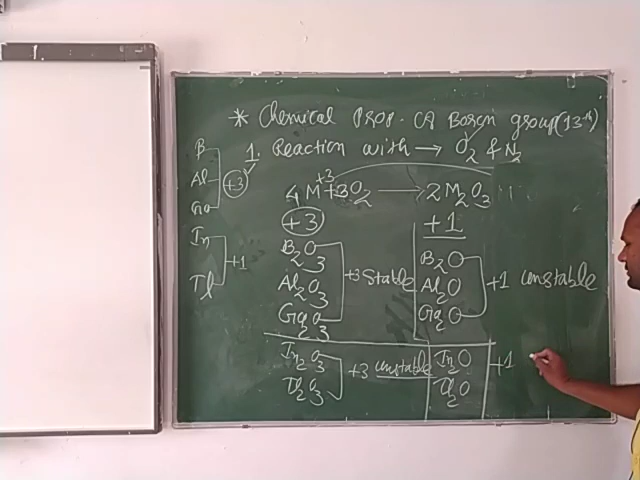 * Chemical Prop. of Boron group (13th)
1. Reaction with → O2 & N2
B
Al
Ga
+3
In
Tl
+1
+3
4M + 3O2 → 2M2O3
+3
+1
B2O3
Al2O3
Ga2O3
+3 Stable
B2O
Al2O
Ga2O
+1 unstable
In2O3
Tl2O3
+3 unstable
In2O
Tl2O
+1